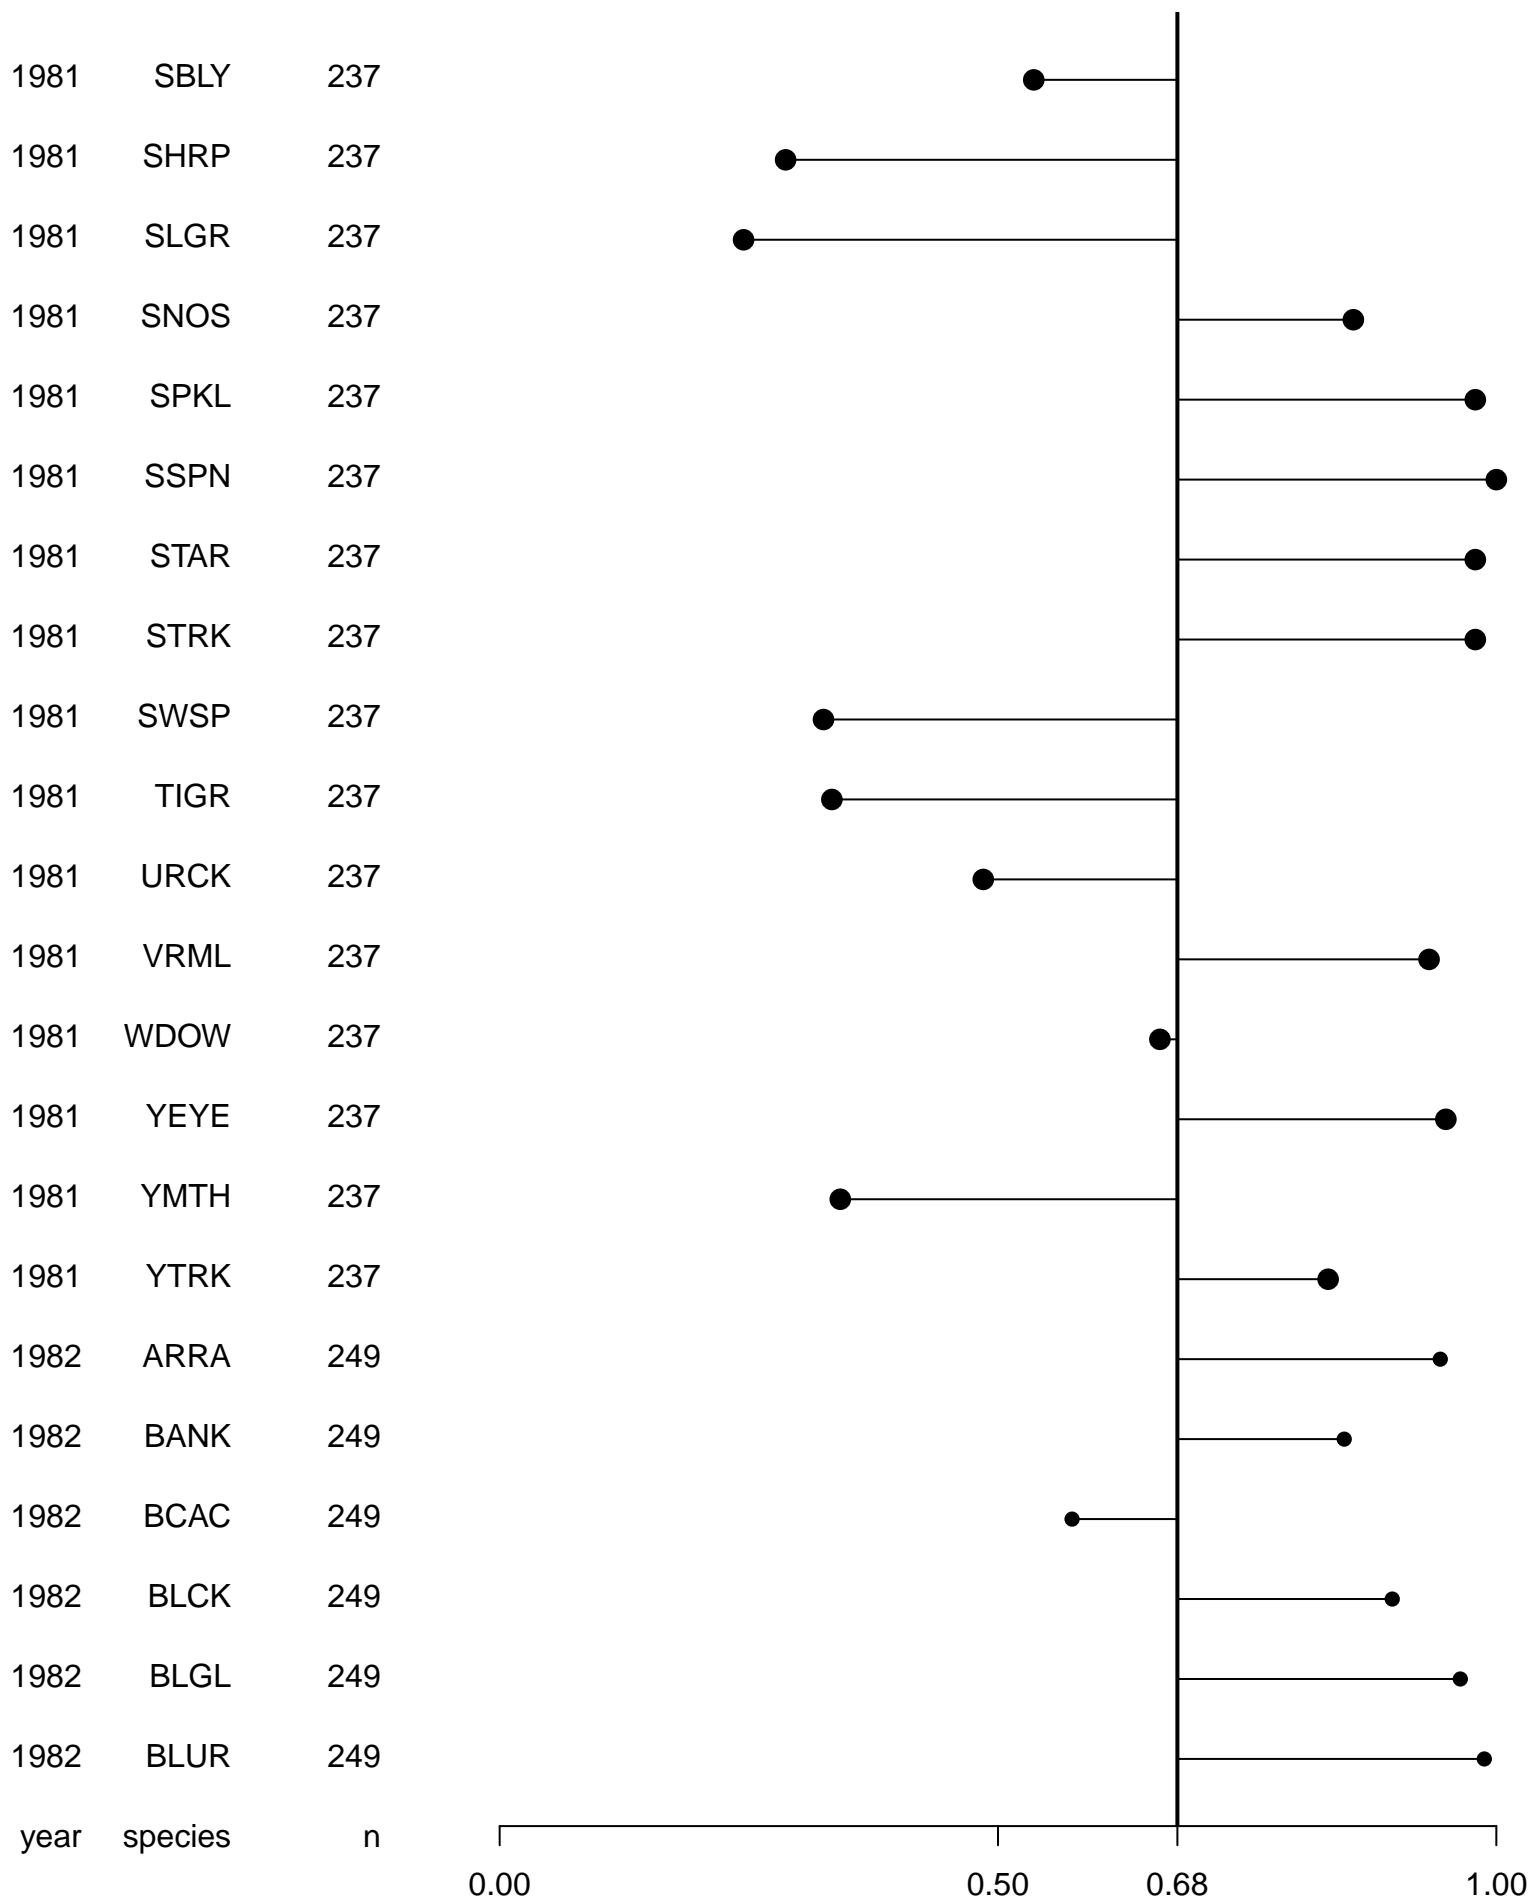 1981 SBLY 237
1981 SHRP 237
1981 SLGR 237
1981 SNOS 237
1981 SPKL 237
1981 SSPN 237
1981 STAR 237
1981 STRK 237
1981 SWSP 237
1981 TIGR 237
1981 URCK 237
1981 VRML 237
1981 WDOW 237
1981 YEYE 237
1981 YMTH 237
1981 YTRK 237
1982 ARRA 249
1982 BANK 249
1982 BCAC 249
1982 BLCK 249
1982 BLGL 249
1982 BLUR 249
year species n
0.00 0.50 0.68 1.00